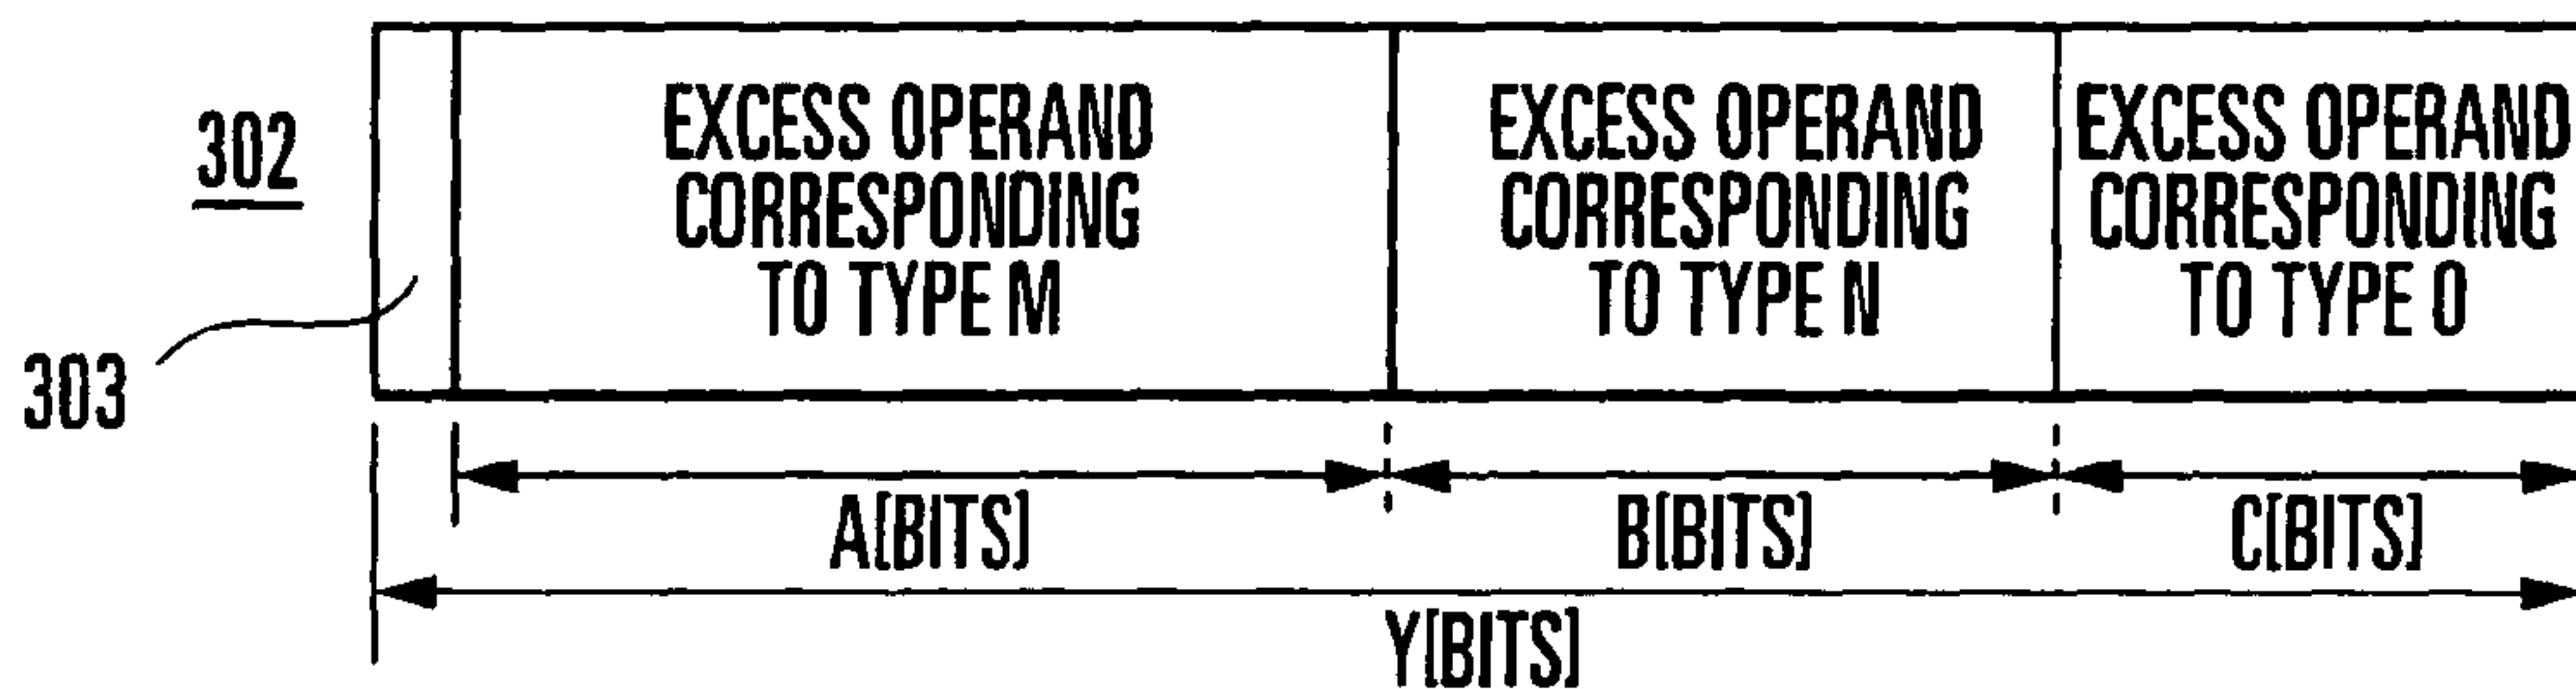 302
303
EXCESS OPERAND
CORRESPONDING
TO TYPE M
EXCESS OPERAND
CORRESPONDING
TO TYPE N
EXCESS OPERAND
CORRESPONDING
TO TYPE O
A[BITS]
B[BITS]
C[BITS]
Y[BITS]